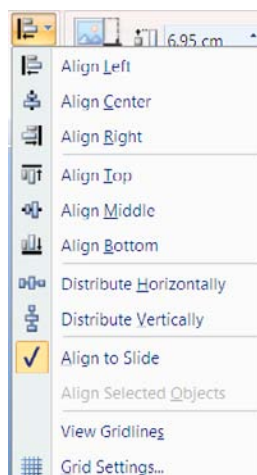 6.95 cm
Align Left
Align Center
Align Right
Align Top
Align Middle
Align Bottom
Distribute Horizontally
Distribute Vertically
Align to Slide
Align Selected Objects
View Gridlines
Grid Settings...